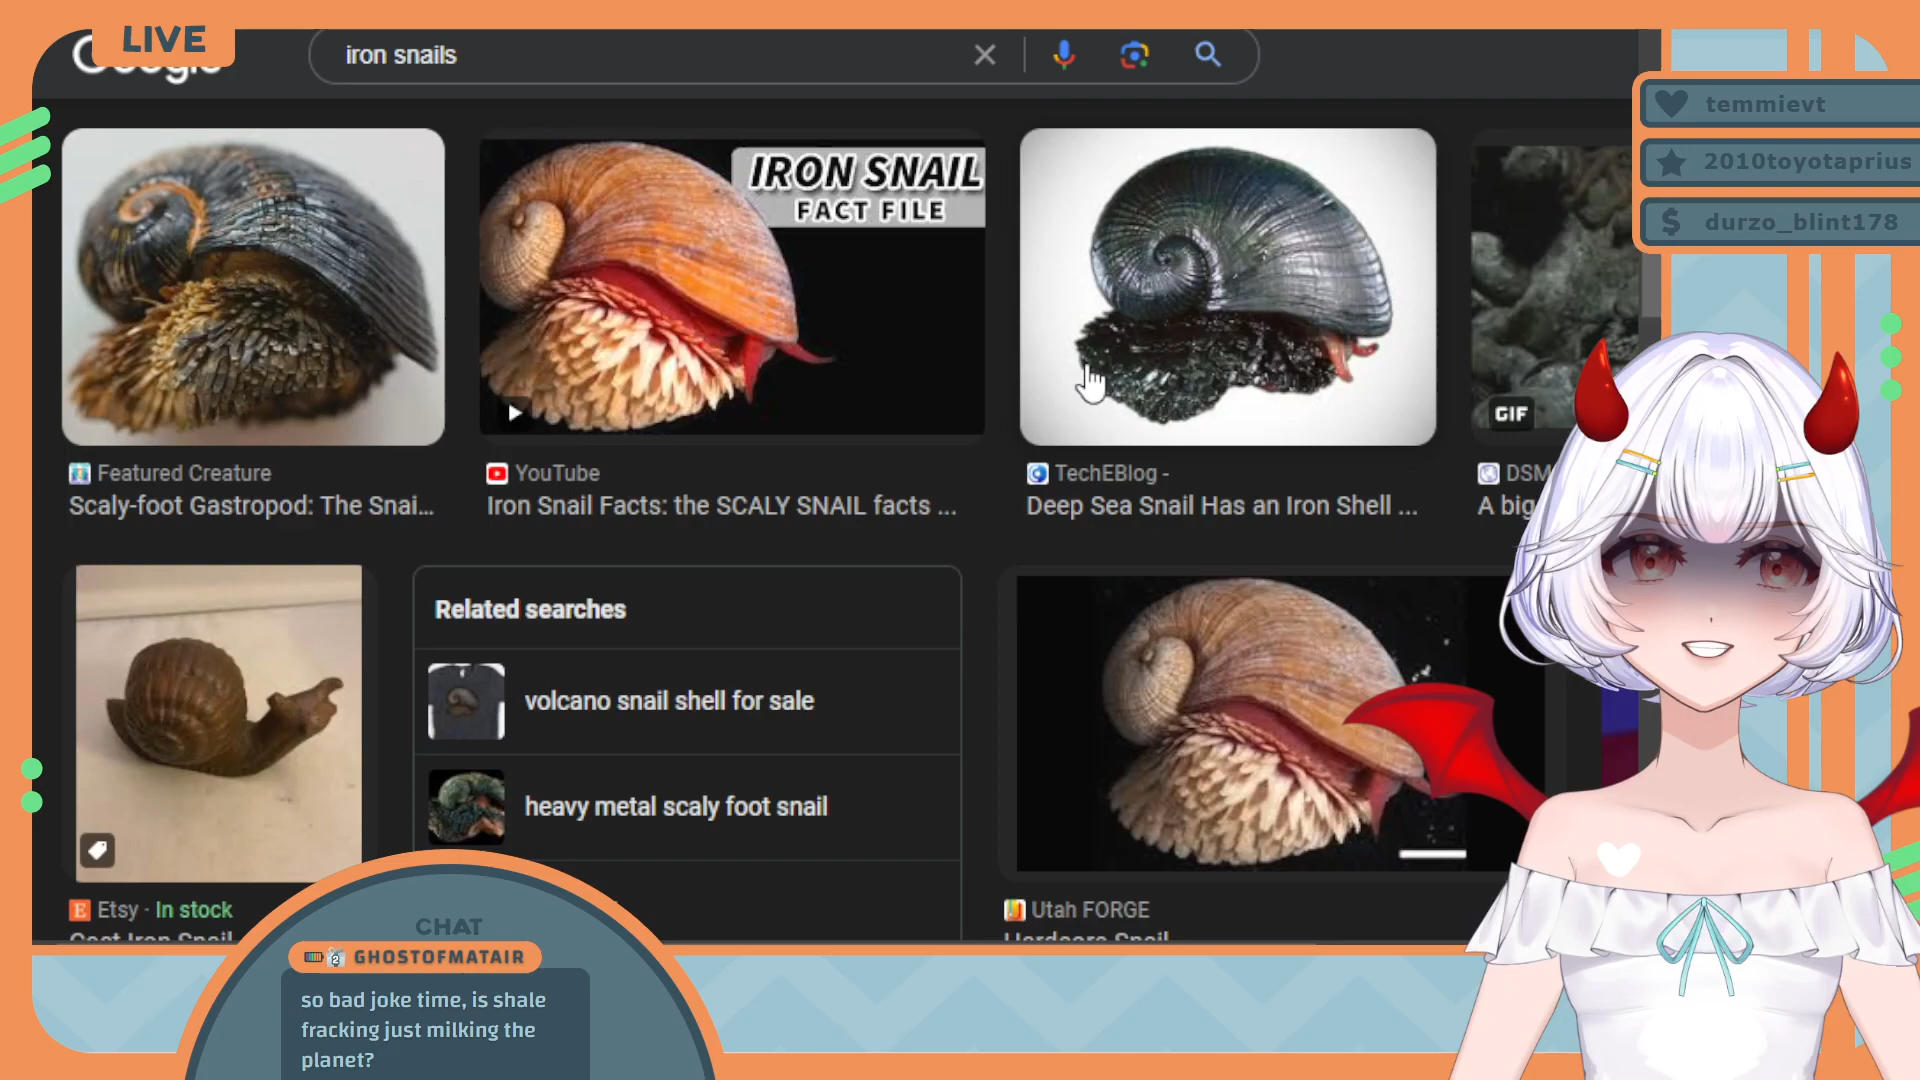 LIVE
iron snails
temmievt
2010toyotaprius
durzo_blint178
IRON SNAIL
FACT FILE
GIF
Featured Creature
Scaly-foot Gastropod: The Snai...
YouTube
Iron Snail Facts: the SCALY SNAIL facts ...
TechEBlog -
Deep Sea Snail Has an Iron Shell ...
DSM
A big
Related searches
volcano snail shell for sale
heavy metal scaly foot snail
Etsy · In stock
Utah FORGE
CHAT
2
GHOSTOFMATAIR
so bad joke time, is shale
fracking just milking the
planet?